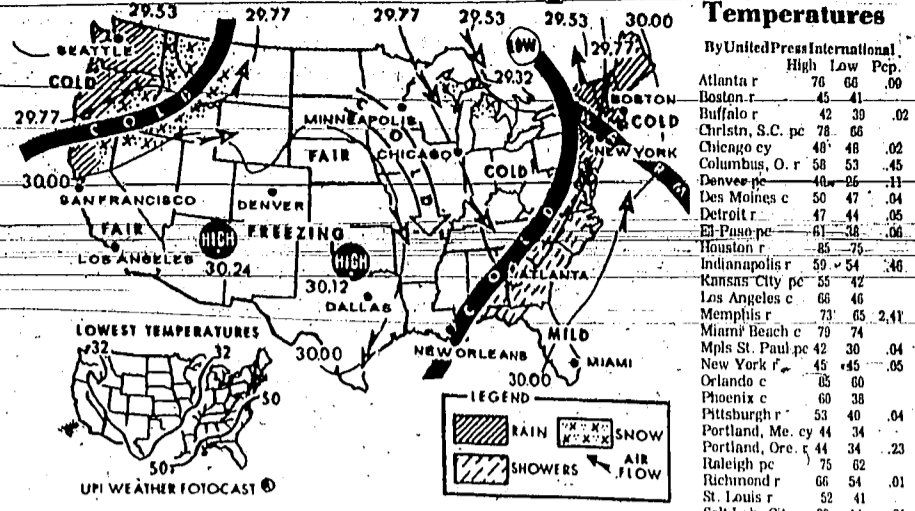 29.53
29.77
29.77
29.53
29.53
30.00
SEATTLE
COLD
29.77
COLD
LOW
29.77
29.32
BOSTON
COLD
NEW YORK
MINNEAPOLIS
FAIR
CHICAGO
COLD
30.00
SAN FRANCISCO
DENVER
FAIR
HIGH
FREEZING
HIGH
LOS ANGELES
30.24
30.12
DALLAS
COLD
ATLANTA
MILD
NEW ORLEANS
MIAMI
30.00
30.00
LOWEST TEMPERATURES
32
32
50
50
UPI WEATHER FOTOCAST
LEGEND
RAIN
SNOW
SHOWERS
AIR FLOW
Temperatures
By United Press International
High Low Pcp.
Atlanta r 76 66 .09
Boston r 45 41
Buffalo r 42 39 .02
Chrlstn, S.C. pc 78 66
Chicago cy 48 46 .02
Columbus, O. r 58 53 .45
Denver pc 40 26 .11
Des Moines c 50 47 .04
Detroit r 47 44 .05
El Paso pc 61 38 .06
Houston r 85 75
Indianapolis r 59 54 .46
Kansas City pc 55 42
Los Angeles c 66 46
Memphis r 73 65 2.41
Miami Beach c 79 74
Mpls St. Paul pc 42 30 .04
New York r 45 45 .05
Orlando c 85 60
Phoenix c 60 38
Pittsburgh r 53 40 .04
Portland, Me. cy 44 34
Portland, Ore. r 44 34 .23
Raleigh pc 75 62
Richmond r 66 54 .01
St. Louis r 52 41